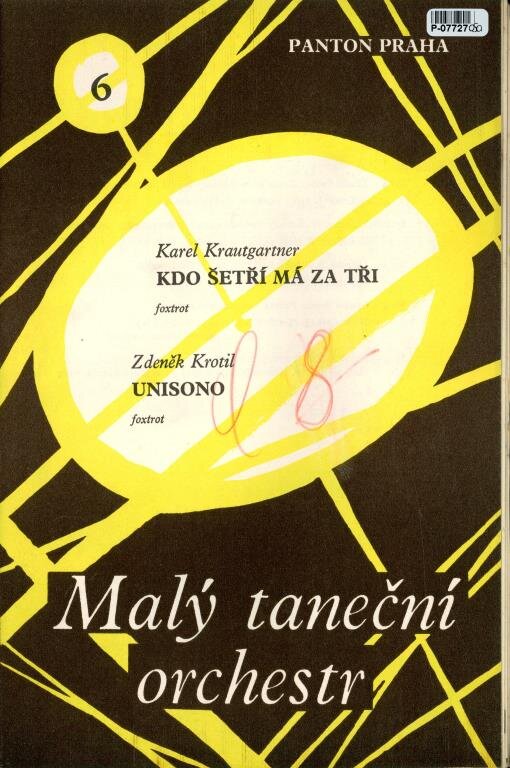 P-07727
PANTON PRAHA
6
Karel Krautgartner
KDO ŠETŘÍ MÁ ZA TŘI
foxtrot
Zdeněk Krotil
UNISONO
foxtrot
8-
Malý taneční
orchestr